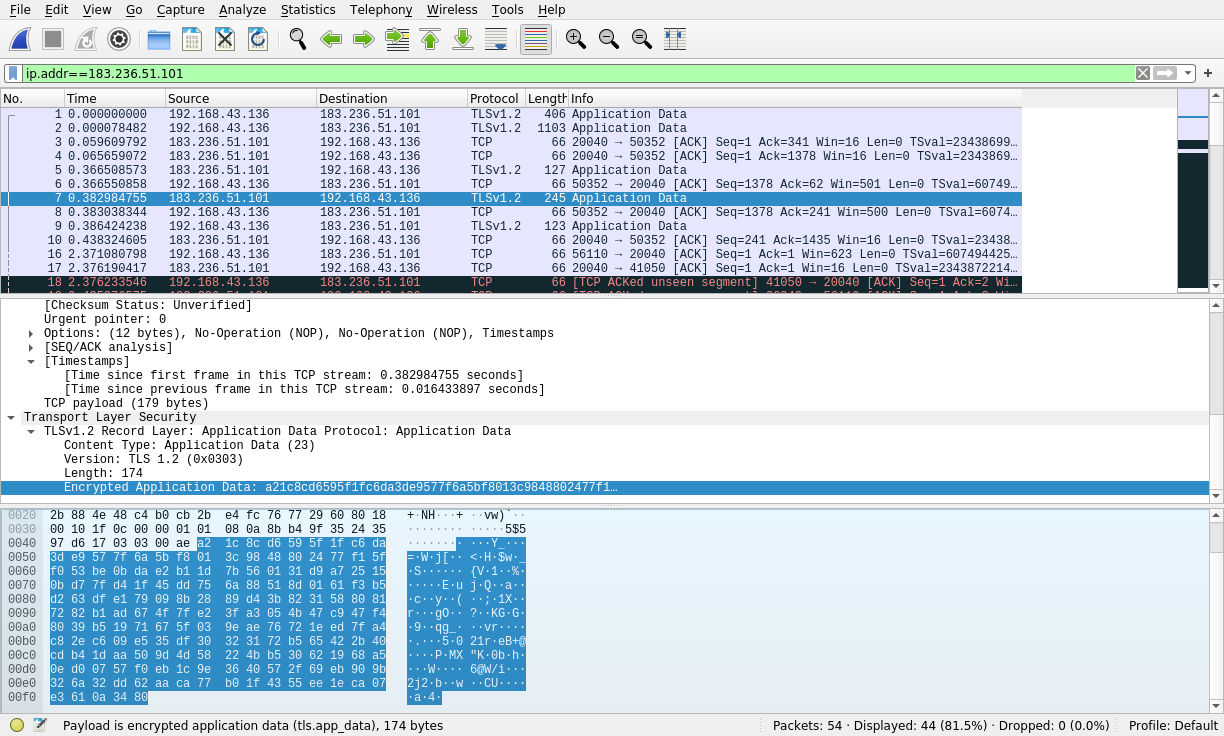 File Edit View Go Capture Analyze Statistics Telephony Wireless Tools Help
ip.addr==183.236.51.101
No. Time Source Destination Protocol Length Info
1 0.000000000 192.168.43.136 183.236.51.101 TLSv1.2 406 Application Data
2 0.000078482 192.168.43.136 183.236.51.101 TLSv1.2 1103 Application Data
3 0.059609792 183.236.51.101 192.168.43.136 TCP 66 20040 → 50352 [ACK] Seq=1 Ack=341 Win=16 Len=0 TSval=23438699…
4 0.065659072 183.236.51.101 192.168.43.136 TCP 66 20040 → 50352 [ACK] Seq=1 Ack=1378 Win=16 Len=0 TSval=2343869…
5 0.366508573 183.236.51.101 192.168.43.136 TLSv1.2 127 Application Data
6 0.366550858 192.168.43.136 183.236.51.101 TCP 66 50352 → 20040 [ACK] Seq=1378 Ack=62 Win=501 Len=0 TSval=60749…
7 0.382984755 183.236.51.101 192.168.43.136 TLSv1.2 245 Application Data
8 0.383038344 192.168.43.136 183.236.51.101 TCP 66 50352 → 20040 [ACK] Seq=1378 Ack=241 Win=500 Len=0 TSval=6074…
9 0.386424238 192.168.43.136 183.236.51.101 TLSv1.2 123 Application Data
10 0.438324605 183.236.51.101 192.168.43.136 TCP 66 20040 → 50352 [ACK] Seq=241 Ack=1435 Win=16 Len=0 TSval=23438…
16 2.371080798 192.168.43.136 183.236.51.101 TCP 66 56110 → 20040 [ACK] Seq=1 Ack=1 Win=623 Len=0 TSval=607494425…
17 2.376190417 183.236.51.101 192.168.43.136 TCP 66 20040 → 41050 [ACK] Seq=1 Ack=1 Win=16 Len=0 TSval=2343872214…
18 2.376233546 192.168.43.136 183.236.51.101 TCP 66 [TCP ACKed unseen segment] 41050 → 20040 [ACK] Seq=1 Ack=2 Wi…
[Checksum Status: Unverified]
Urgent pointer: 0
Options: (12 bytes), No-Operation (NOP), No-Operation (NOP), Timestamps
[SEQ/ACK analysis]
[Timestamps]
[Time since first frame in this TCP stream: 0.382984755 seconds]
[Time since previous frame in this TCP stream: 0.016433897 seconds]
TCP payload (179 bytes)
Transport Layer Security
TLSv1.2 Record Layer: Application Data Protocol: Application Data
Content Type: Application Data (23)
Version: TLS 1.2 (0x0303)
Length: 174
Encrypted Application Data: a21c8cd6595f1fc6da3de9577f6a5bf8013c9848802477f1…
0020 2b 88 4e 48 c4 b0 cb 2b e4 fc 76 77 29 60 80 18 +·NH···+ ··vw)`··
0030 00 10 1f 0c 00 00 01 01 08 0a 8b b4 9f 35 24 35 ········ ·····5$5
0040 97 d6 17 03 03 00 ae a2 1c 8c d6 59 5f 1f c6 da ········ ···Y_···
0050 3d e9 57 7f 6a 5b f8 01 3c 98 48 80 24 77 f1 5f =·W·j[·· <·H·$w·_
0060 f0 53 be 0b da e2 b1 1d 7b 56 01 31 d9 a7 25 15 ·S······ {V·1··%·
0070 0b d7 7f d4 1f 45 dd 75 6a 88 51 8d 01 61 f3 b5 ·····E·u j·Q··a··
0080 d2 63 df e1 79 09 8b 28 89 d4 3b 82 31 58 80 81 ·c··y··( ··;·1X··
0090 72 82 b1 ad 67 4f 7f e2 3f a3 05 4b 47 c9 47 f4 r···gO·· ?··KG·G·
00a0 80 39 b5 19 71 67 5f 03 9e ae 76 72 1e ed 7f a4 ·9··qg_· ··vr····
00b0 c8 2e c6 09 e5 35 df 30 32 31 72 b5 65 42 2b 40 ·.···5·0 21r·eB+@
00c0 cd b4 1d aa 50 9d 4d 58 22 4b b5 30 62 19 68 a5 ····P·MX "K·0b·h·
00d0 0e d0 07 57 f0 eb 1c 9e 36 40 57 2f 69 eb 90 9b ···W···· 6@W/i···
00e0 32 6a 32 dd 62 aa ca 77 b0 1f 43 55 ee 1e ca 07 2j2·b··w ··CU····
00f0 e3 61 0a 34 80 ·a·4·
Payload is encrypted application data (tls.app_data), 174 bytes Packets: 54 · Displayed: 44 (81.5%) · Dropped: 0 (0.0%) Profile: Default